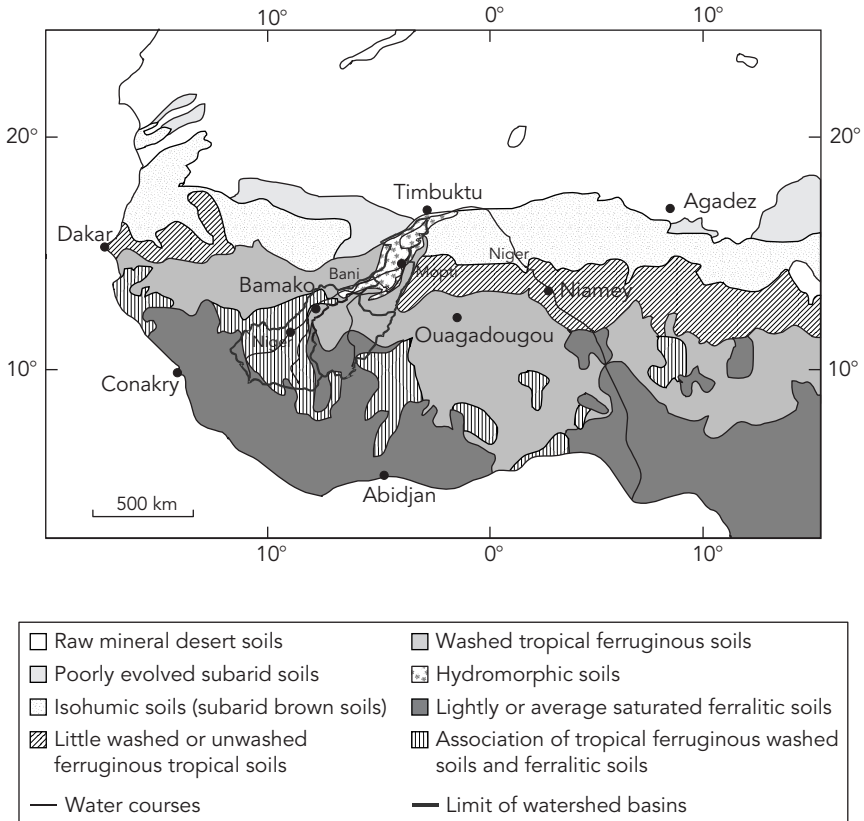 10° 0° 10°
20° 20°
Timbuktu
Agadez
Dakar
Niger
Bani
Mopti
Bamako
Niamey
Niger
Ouagadougou
10° 10°
Conakry
Abidjan
500 km
10° 0° 10°
Raw mineral desert soils
Poorly evolved subarid soils
Isohumic soils (subarid brown soils)
Little washed or unwashed
ferruginous tropical soils
Water courses
Washed tropical ferruginous soils
Hydromorphic soils
Lightly or average saturated ferralitic soils
Association of tropical ferruginous washed
soils and ferralitic soils
Limit of watershed basins